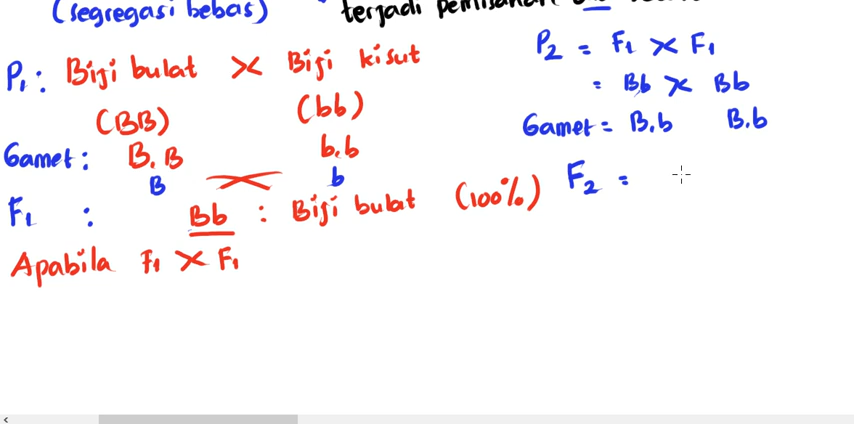 (segregasi bebas)
terjadi
P1 : Biji bulat × Biji kisut
(BB) (bb)
Gamet : B. B b.b
B b
F1 : Bb : Biji bulat (100%)
Apabila F1 × F1
P2 = F1 × F1
= Bb × Bb
Gamet = B.b B.b
F2 =